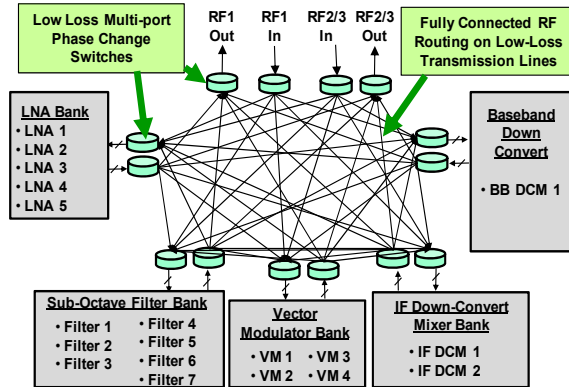 Low Loss Multi-port
Phase Change
Switches
RF1
Out
RF1
In
RF2/3
In
RF2/3
Out
Fully Connected RF
Routing on Low-Loss
Transmission Lines
LNA Bank
• LNA 1
• LNA 2
• LNA 3
• LNA 4
• LNA 5
Baseband
Down
Convert
• BB DCM 1
Sub-Octave Filter Bank
• Filter 1
• Filter 2
• Filter 3
• Filter 4
• Filter 5
• Filter 6
• Filter 7
Vector
Modulator Bank
• VM 1
• VM 2
• VM 3
• VM 4
IF Down-Convert
Mixer Bank
• IF DCM 1
• IF DCM 2